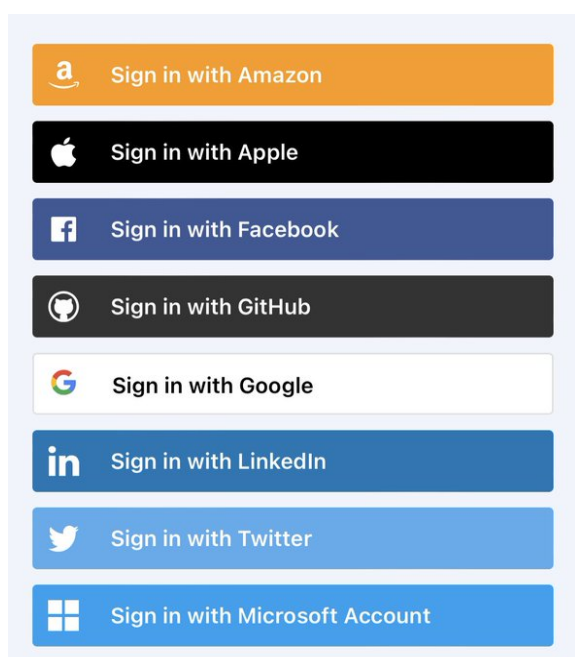 Sign in with Amazon
Sign in with Apple
Sign in with Facebook
Sign in with GitHub
Sign in with Google
Sign in with LinkedIn
Sign in with Twitter
Sign in with Microsoft Account